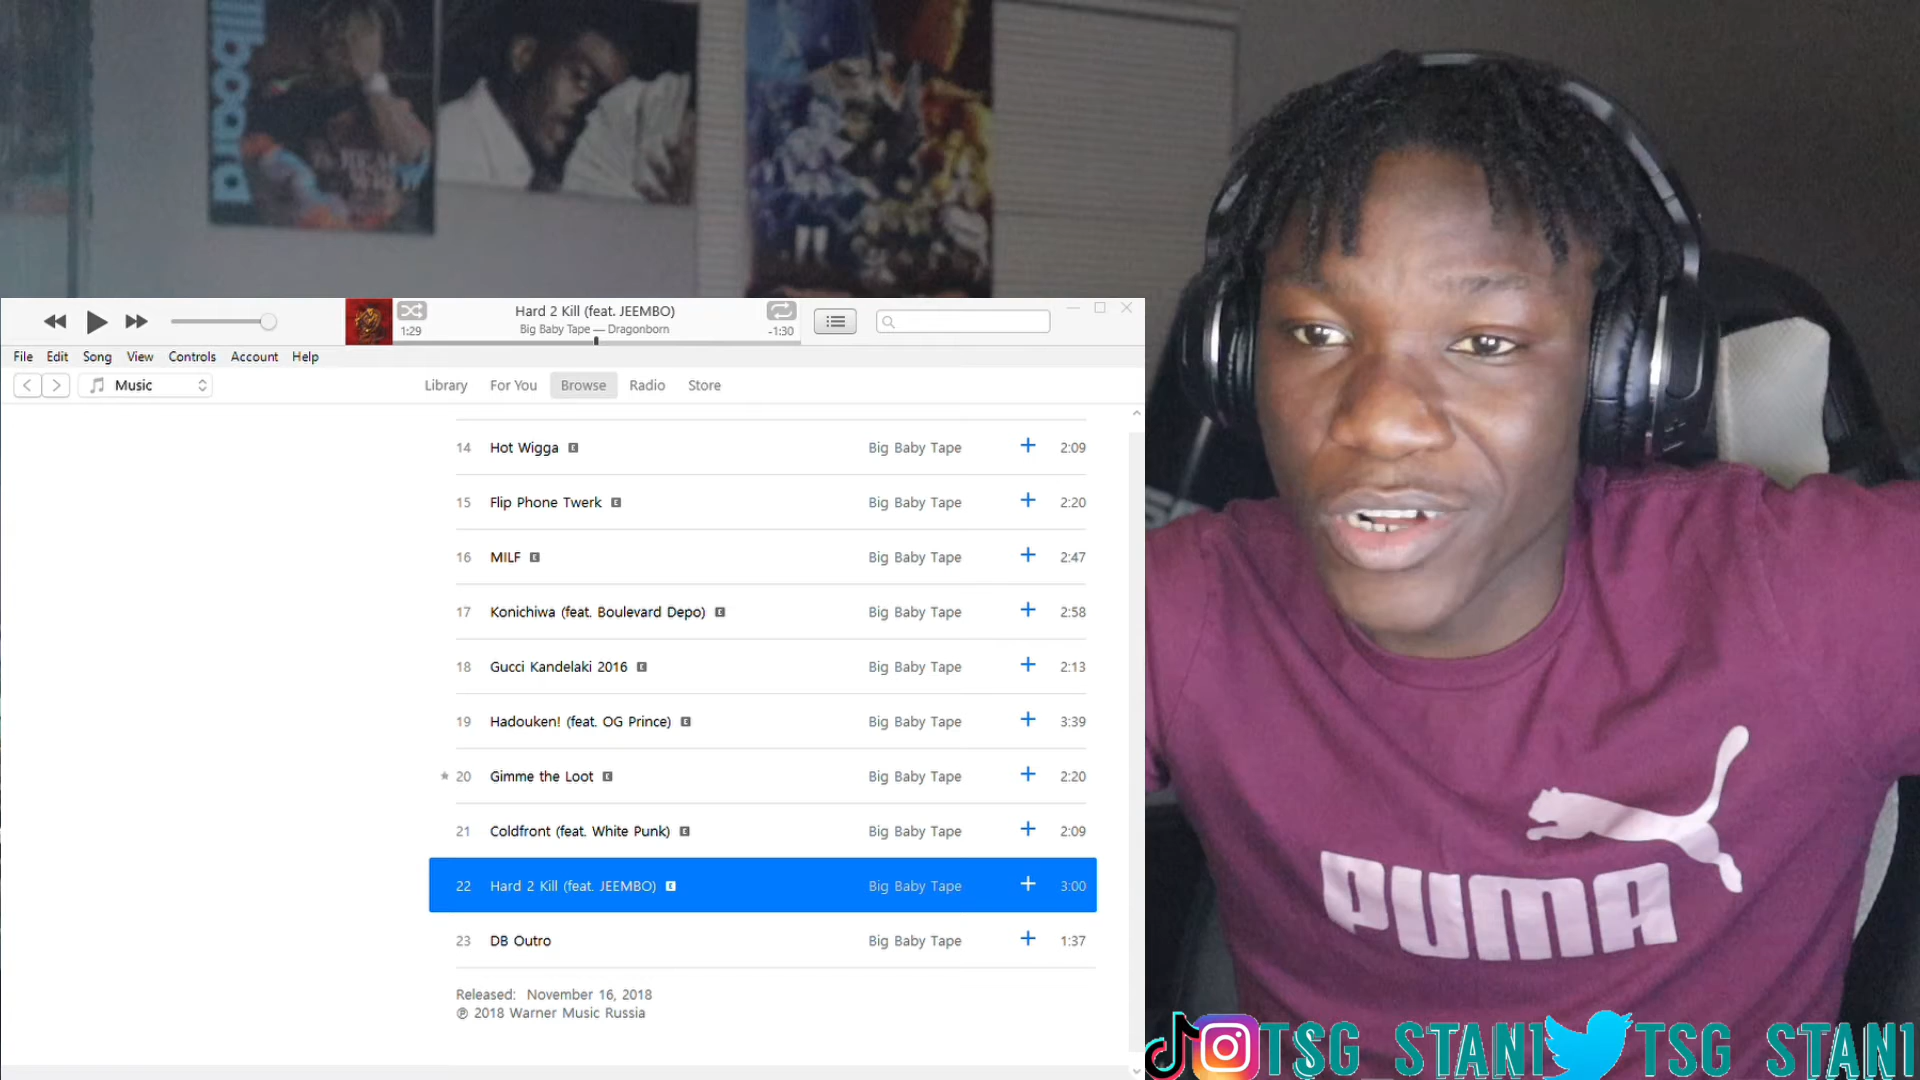 billboard
Hard 2 Kill (feat. JEEMBO)
1:29
Big Baby Tape — Dragonborn
-1:30
File Edit Song View Controls Account Help
Music
Library For You Browse Radio Store
14 Hot Wigga E Big Baby Tape + 2:09
15 Flip Phone Twerk E Big Baby Tape + 2:20
16 MILF E Big Baby Tape + 2:47
17 Konichiwa (feat. Boulevard Depo) E Big Baby Tape + 2:58
18 Gucci Kandelaki 2016 E Big Baby Tape + 2:13
19 Hadouken! (feat. OG Prince) E Big Baby Tape + 3:39
★ 20 Gimme the Loot E Big Baby Tape + 2:20
21 Coldfront (feat. White Punk) E Big Baby Tape + 2:09
22 Hard 2 Kill (feat. JEEMBO) E Big Baby Tape + 3:00
23 DB Outro Big Baby Tape + 1:37
Released: November 16, 2018
℗ 2018 Warner Music Russia
PUMA
TSG_STAN1 TSG_STAN1